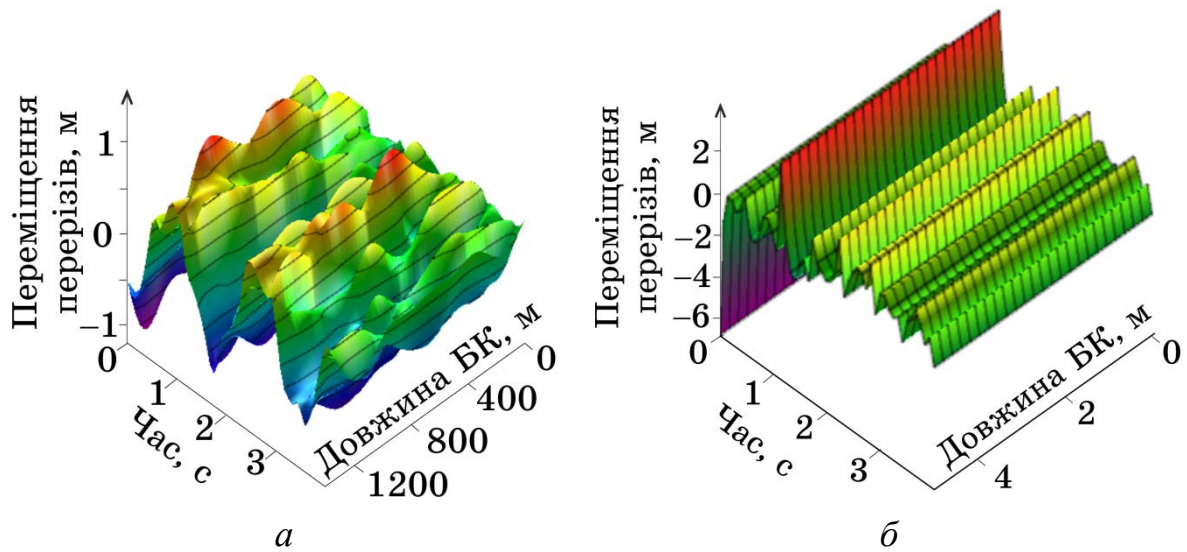 Переміщення
перерізів, м
1
0
−1
0
1
2
3
Час, с
Довжина БК, м
0
400
800
1200
а
Переміщення
перерізів, м
2
0
−2
−4
−6
0
1
2
3
Час, с
Довжина БК, м
0
2
4
б